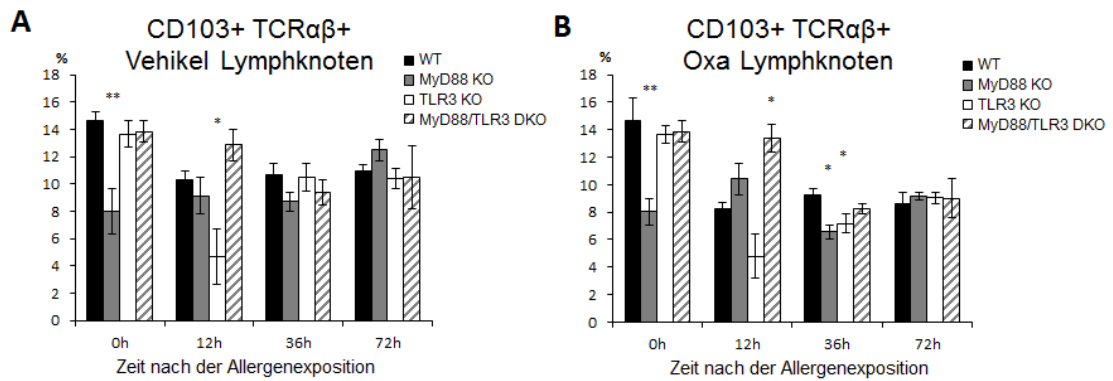 A
CD103+ TCRαβ+
Vehikel Lymphknoten
%
WT
MyD88 KO
TLR3 KO
MyD88/TLR3 DKO
18
16
14
12
10
8
6
4
2
0
**
*
0h 12h 36h 72h
Zeit nach der Allergenexposition
B
CD103+ TCRαβ+
Oxa Lymphknoten
%
WT
MyD88 KO
TLR3 KO
MyD88/TLR3 DKO
18
16
14
12
10
8
6
4
2
0
**
*
*
*
0h 12h 36h 72h
Zeit nach der Allergenexposition